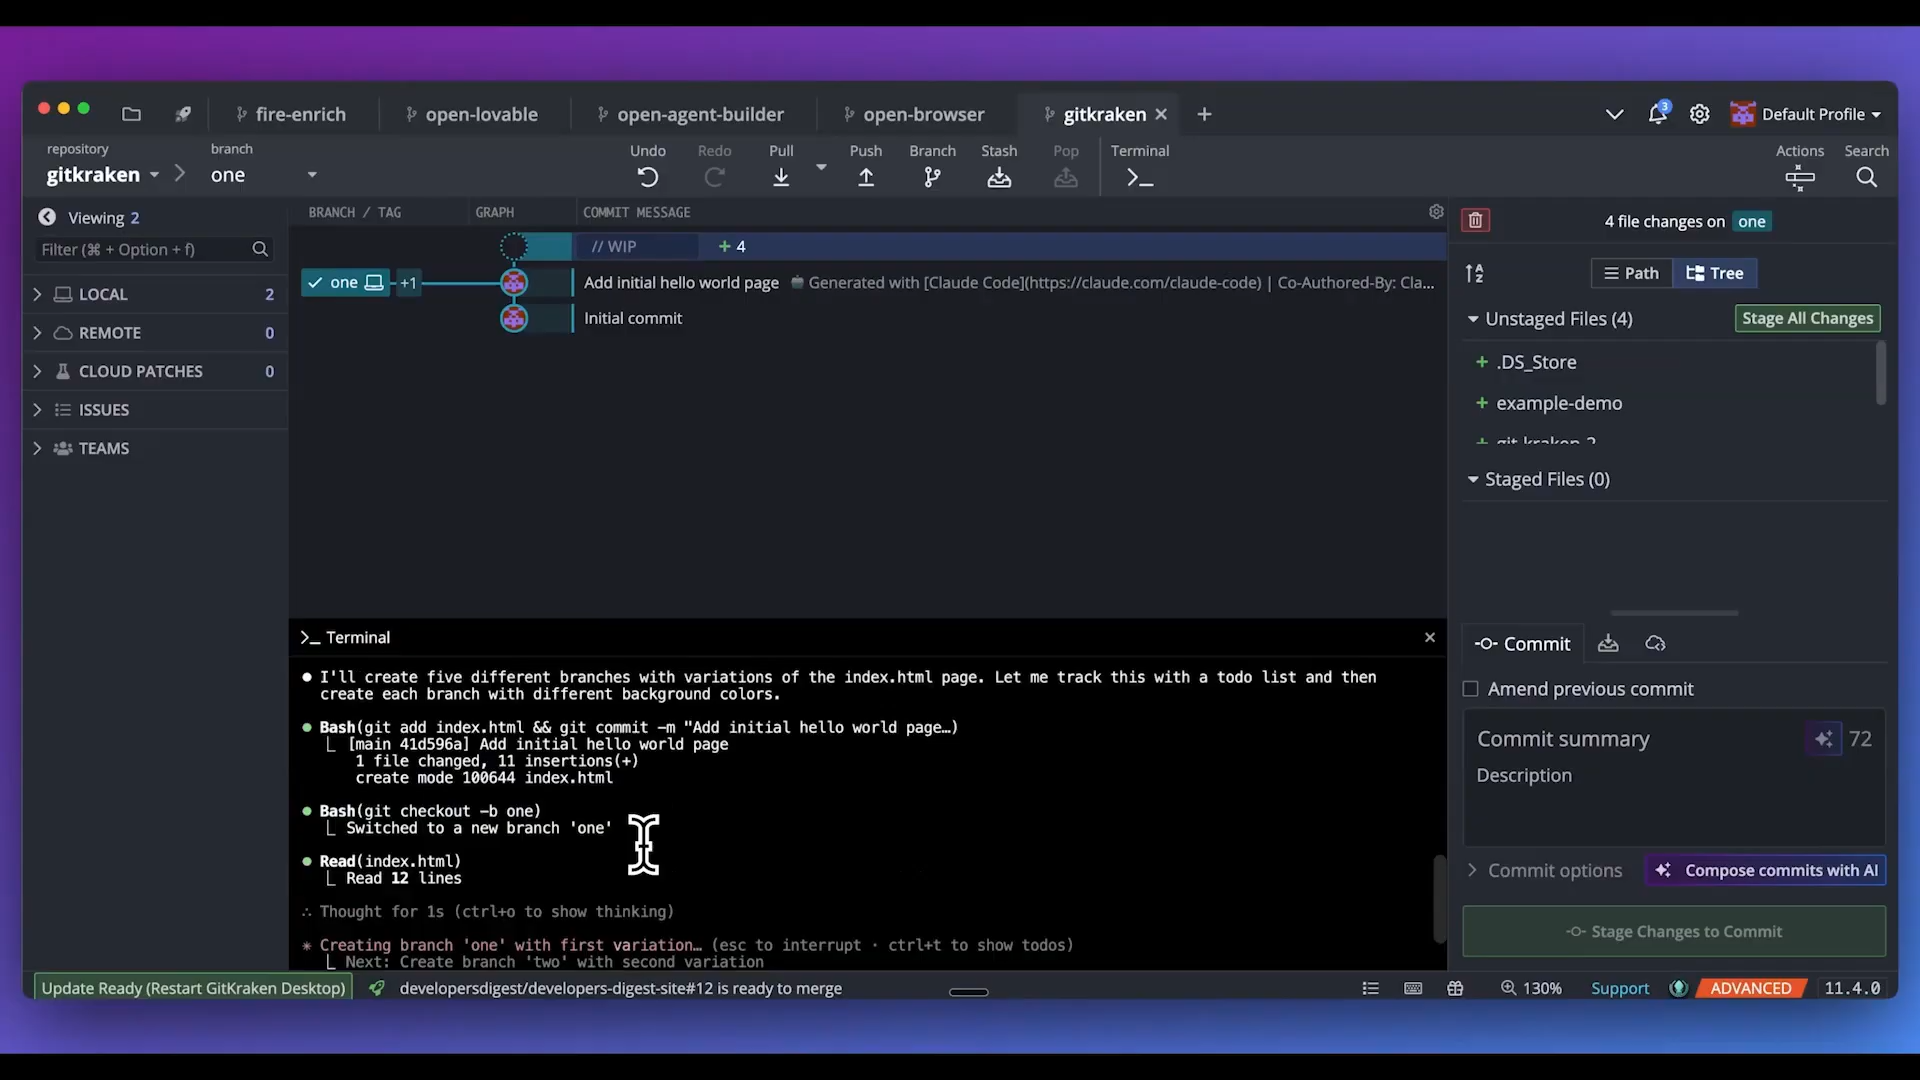 fire-enrich
open-lovable
open-agent-builder
open-browser
gitkraken
3
Default Profile
repository
gitkraken
branch
one
Undo
Redo
Pull
Push
Branch
Stash
Pop
Terminal
Actions
Search
Viewing 2
Filter (⌘ + Option + f)
LOCAL 2
REMOTE 0
CLOUD PATCHES 0
ISSUES
TEAMS
BRANCH / TAG
GRAPH
COMMIT MESSAGE
// WIP + 4
one +1 Add initial hello world page Generated with [Claude Code](https://claude.com/claude-code) | Co-Authored-By: Cla...
Initial commit
4 file changes on one
Path
Tree
Unstaged Files (4)
Stage All Changes
+ .DS_Store
+ example-demo
+ git-kraken-2
Staged Files (0)
>_ Terminal
I'll create five different branches with variations of the index.html page. Let me track this with a todo list and then
create each branch with different background colors.
Bash(git add index.html && git commit -m "Add initial hello world page…)
[main 41d596a] Add initial hello world page
1 file changed, 11 insertions(+)
create mode 100644 index.html
Bash(git checkout -b one)
Switched to a new branch 'one'
Read(index.html)
Read 12 lines
∴ Thought for 1s (ctrl+o to show thinking)
✳ Creating branch 'one' with first variation… (esc to interrupt · ctrl+t to show todos)
Next: Create branch 'two' with second variation
Commit
Amend previous commit
Commit summary
72
Description
Commit options
Compose commits with AI
Stage Changes to Commit
Update Ready (Restart GitKraken Desktop)
developersdigest/developers-digest-site#12 is ready to merge
130%
Support
ADVANCED
11.4.0